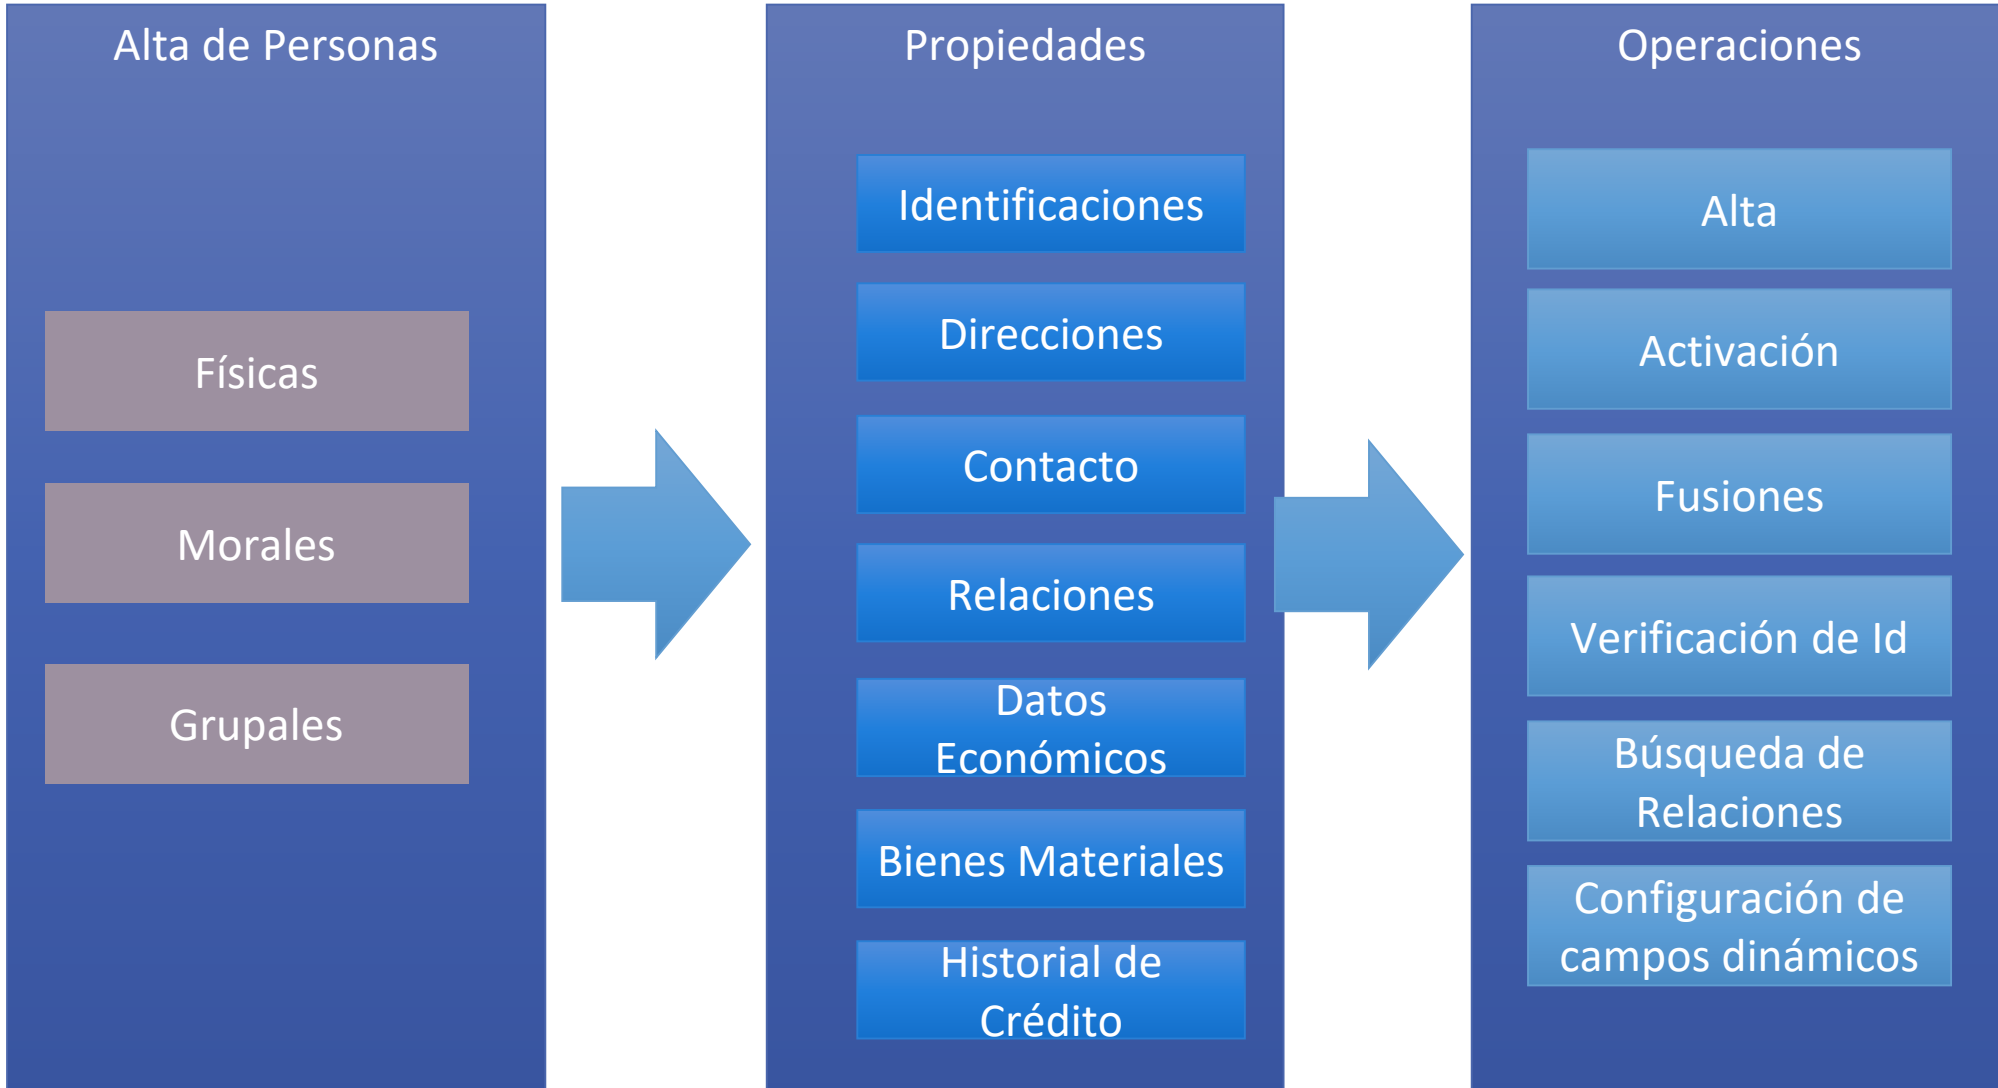 Alta de Personas
Físicas
Morales
Grupales
Propiedades
Identificaciones
Direcciones
Contacto
Relaciones
Datos
Económicos
Bienes Materiales
Historial de
Crédito
Operaciones
Alta
Activación
Fusiones
Verificación de Id
Búsqueda de
Relaciones
Configuración de
campos dinámicos